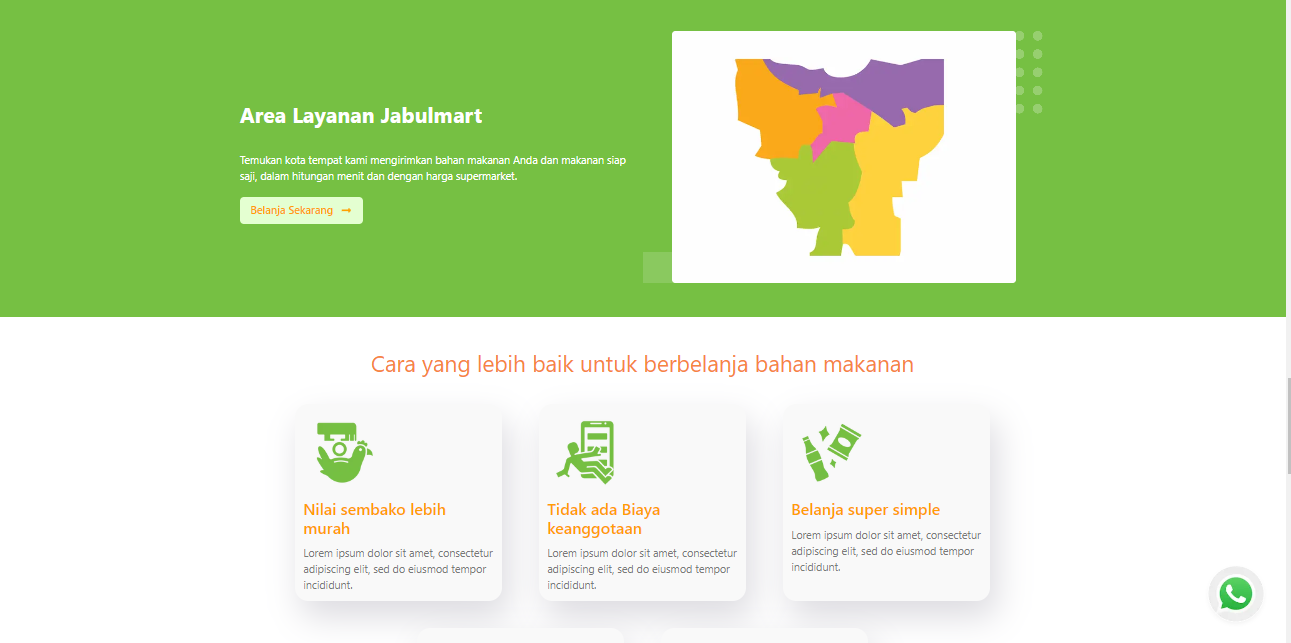 Area Layanan Jabulmart
Temukan kota tempat kami mengirimkan bahan makanan Anda dan makanan siap
saji, dalam hitungan menit dan dengan harga supermarket.
Belanja Sekarang
Cara yang lebih baik untuk berbelanja bahan makanan
Nilai sembako lebih
murah
Lorem ipsum dolor sit amet, consectetur
adipiscing elit, sed do eiusmod tempor
incididunt.
Tidak ada Biaya
keanggotaan
Lorem ipsum dolor sit amet, consectetur
adipiscing elit, sed do eiusmod tempor
incididunt.
Belanja super simple
Lorem ipsum dolor sit amet, consectetur
adipiscing elit, sed do eiusmod tempor
incididunt.